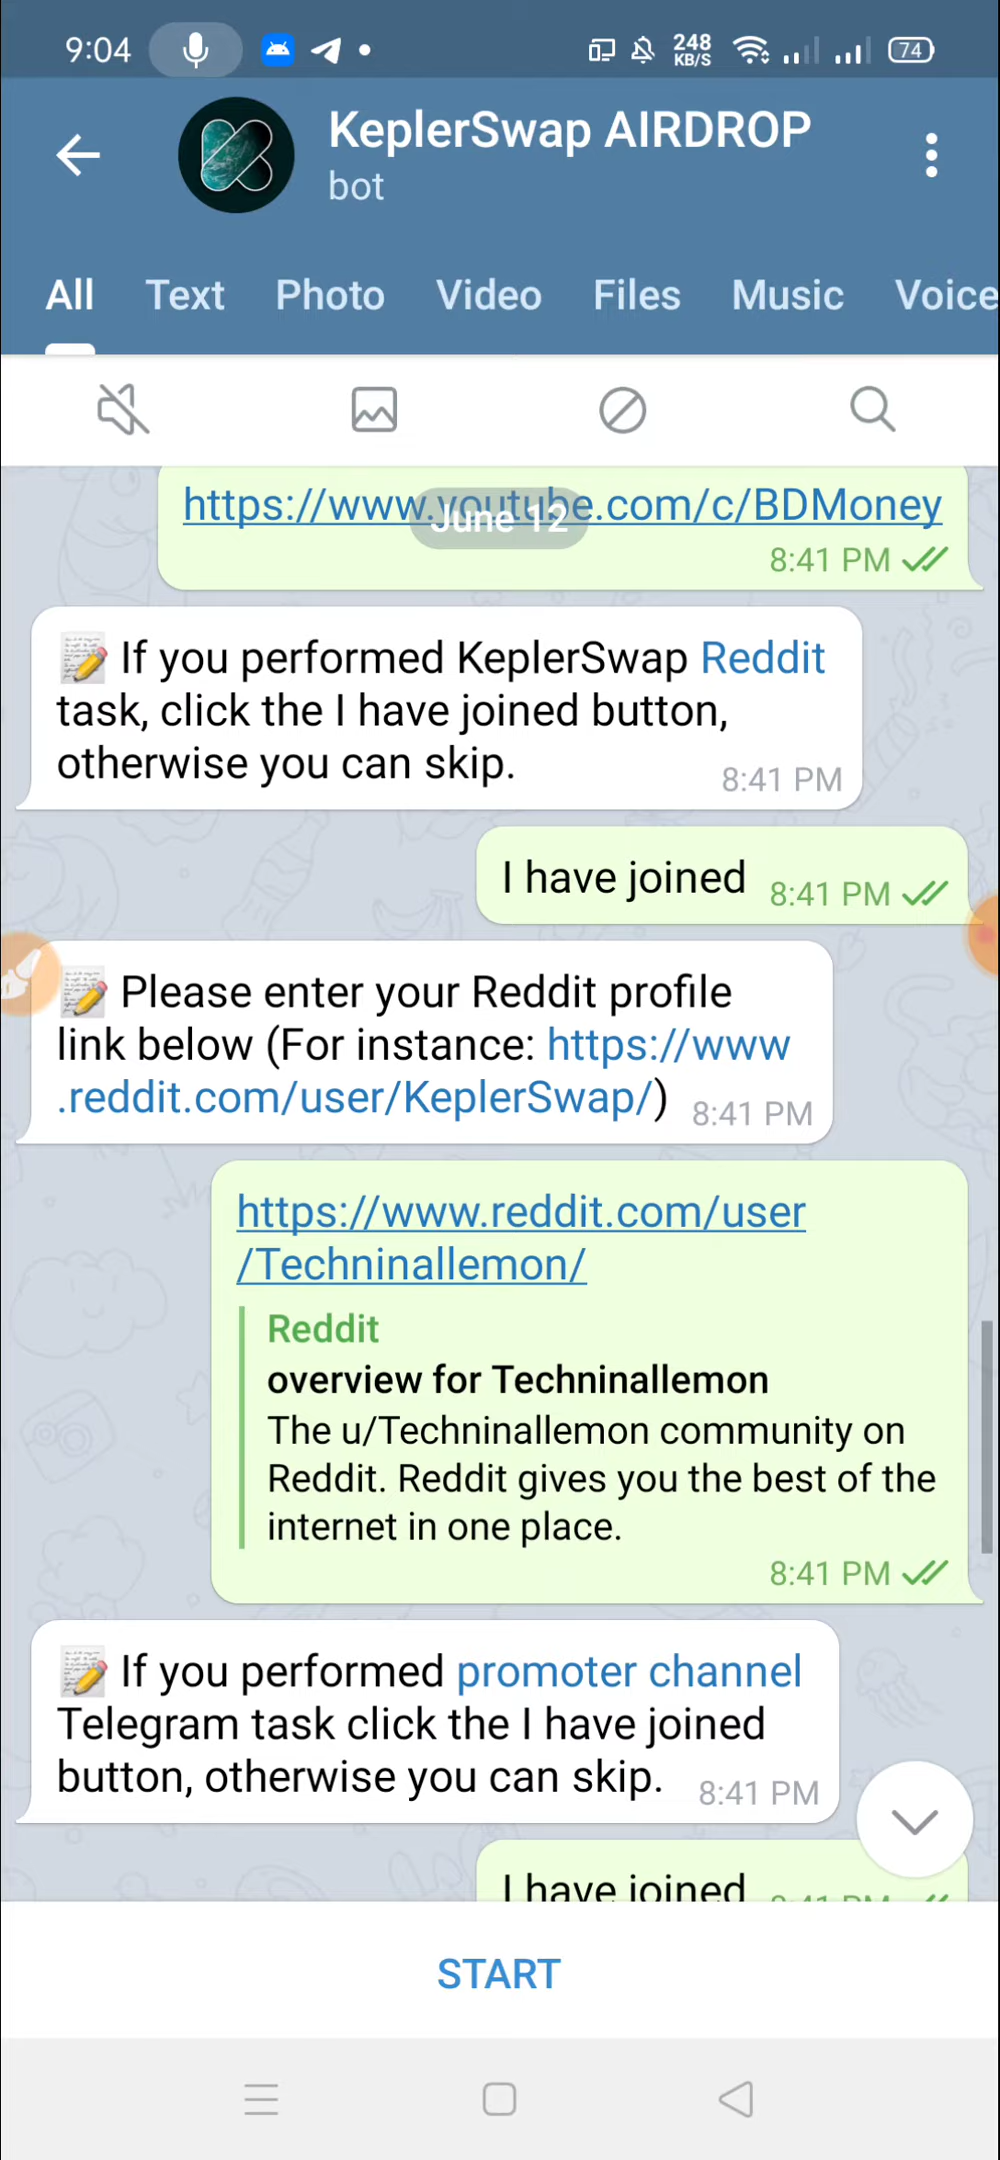 9:04
248
KB/S
74
KeplerSwap AIRDROP
bot
All Text Photo Video Files Music Voice
https://www.youtube.com/c/BDMoney
June 12
8:41 PM
If you performed KeplerSwap Reddit
task, click the I have joined button,
otherwise you can skip.
8:41 PM
I have joined
8:41 PM
Please enter your Reddit profile
link below (For instance: https://www
.reddit.com/user/KeplerSwap/)
8:41 PM
https://www.reddit.com/user
/Techninallemon/
Reddit
overview for Techninallemon
The u/Techninallemon community on
Reddit. Reddit gives you the best of the
internet in one place.
8:41 PM
If you performed promoter channel
Telegram task click the I have joined
button, otherwise you can skip.
8:41 PM
I have joined
8:41 PM
START